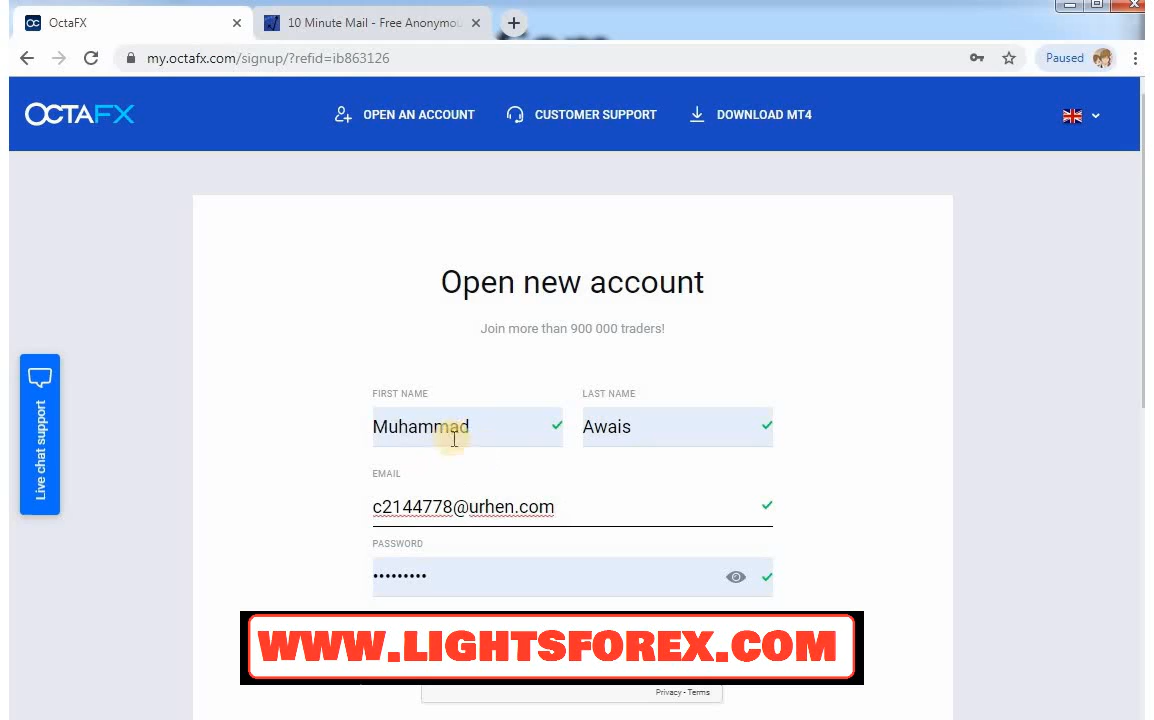 OctaFX
10 Minute Mail - Free Anonymou
my.octafx.com/signup/?refid=ib863126
Paused
OCTAFX
OPEN AN ACCOUNT
CUSTOMER SUPPORT
DOWNLOAD MT4
Open new account
Join more than 900 000 traders!
FIRST NAME
LAST NAME
Muhammad
Awais
EMAIL
c2144778@urhen.com
PASSWORD
•••••••••
Live chat support
WWW.LIGHTSFOREX.COM
Privacy - Terms